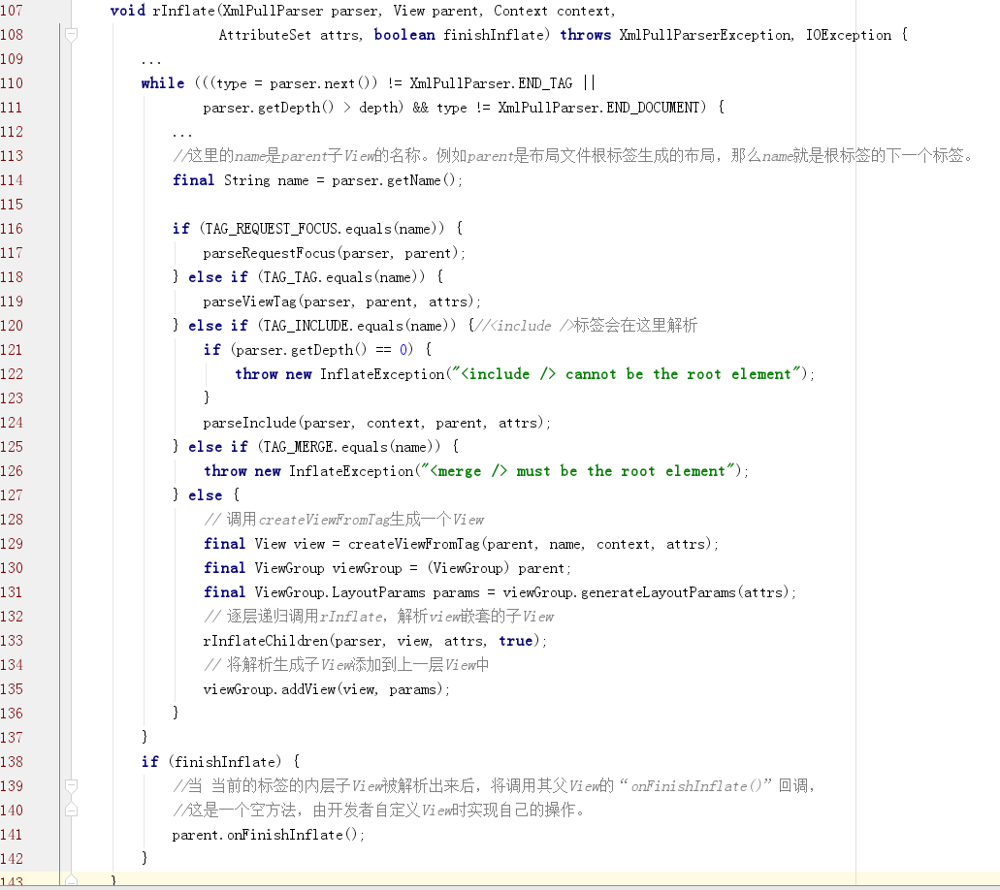 107 void rInflate(XmlPullParser parser, View parent, Context context,
108 AttributeSet attrs, boolean finishInflate) throws XmlPullParserException, IOException {
109 ...
110 while (((type = parser.next()) != XmlPullParser.END_TAG ||
111 parser.getDepth() > depth) && type != XmlPullParser.END_DOCUMENT) {
112 ...
113 //这里的name是parent子View的名称。例如parent是布局文件根标签生成的布局，那么name就是根标签的下一个标签。
114 final String name = parser.getName();
115
116 if (TAG_REQUEST_FOCUS.equals(name)) {
117 parseRequestFocus(parser, parent);
118 } else if (TAG_TAG.equals(name)) {
119 parseViewTag(parser, parent, attrs);
120 } else if (TAG_INCLUDE.equals(name)) {//<include />标签会在这里解析
121 if (parser.getDepth() == 0) {
122 throw new InflateException("<include /> cannot be the root element");
123 }
124 parseInclude(parser, context, parent, attrs);
125 } else if (TAG_MERGE.equals(name)) {
126 throw new InflateException("<merge /> must be the root element");
127 } else {
128 // 调用createViewFromTag生成一个View
129 final View view = createViewFromTag(parent, name, context, attrs);
130 final ViewGroup viewGroup = (ViewGroup) parent;
131 final ViewGroup.LayoutParams params = viewGroup.generateLayoutParams(attrs);
132 // 逐层递归调用rInflate，解析view嵌套的子View
133 rInflateChildren(parser, view, attrs, true);
134 // 将解析生成子View添加到上一层View中
135 viewGroup.addView(view, params);
136 }
137 }
138 if (finishInflate) {
139 //当 当前的标签的内层子View被解析出来后，将调用其父View的“onFinishInflate()”回调，
140 //这是一个空方法，由开发者自定义View时实现自己的操作。
141 parent.onFinishInflate();
142 }
143 }